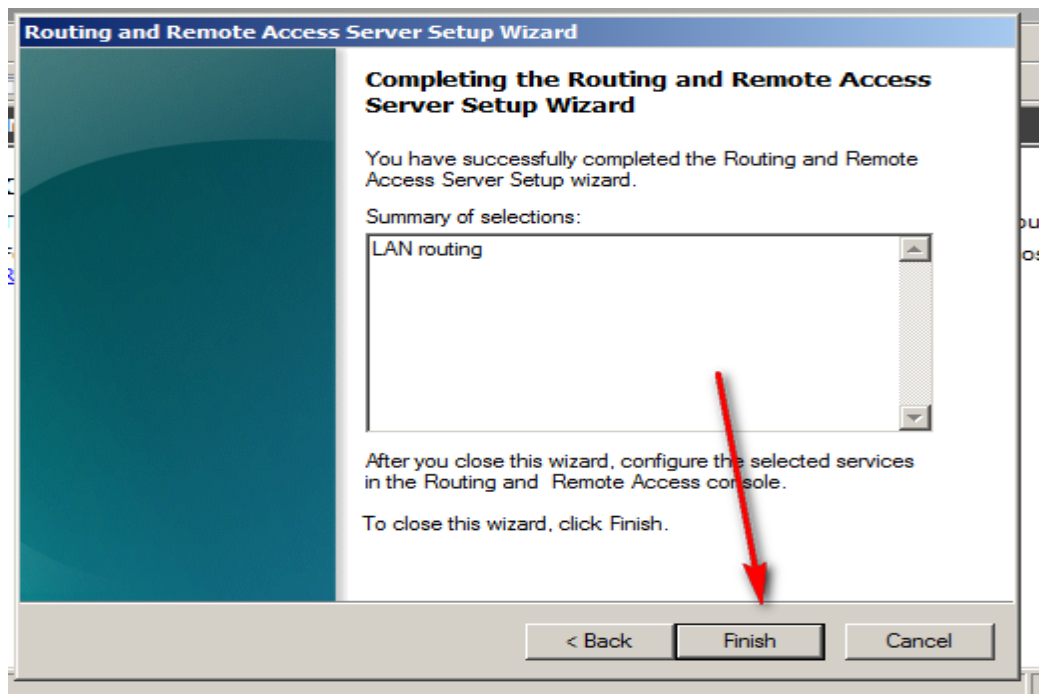 Routing and Remote Access Server Setup Wizard
Completing the Routing and Remote Access
Server Setup Wizard
You have successfully completed the Routing and Remote
Access Server Setup wizard.
Summary of selections:
LAN routing
After you close this wizard, configure the selected services
in the Routing and Remote Access console.
To close this wizard, click Finish.
< Back
Finish
Cancel